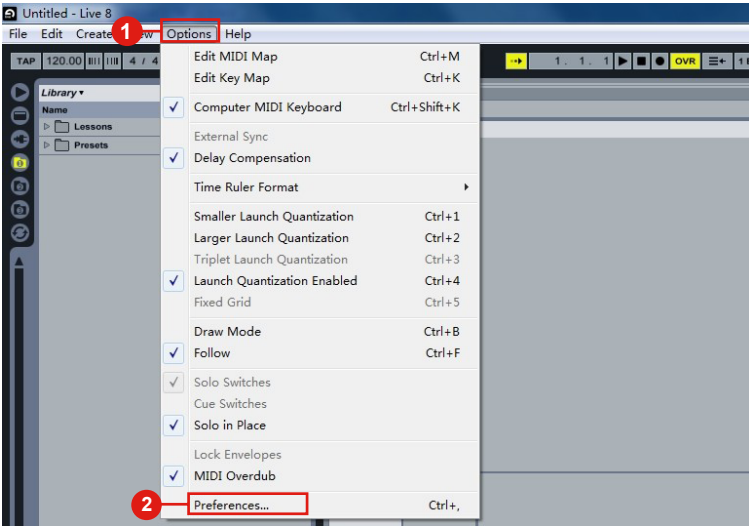 Untitled - Live 8
File Edit Create ew Options Help
1
TAP 120.00 4 / 4 1. 1. 1 OVR
Library
Name
Lessons
Presets
Edit MIDI Map Ctrl+M
Edit Key Map Ctrl+K
Computer MIDI Keyboard Ctrl+Shift+K
External Sync
Delay Compensation
Time Ruler Format
Smaller Launch Quantization Ctrl+1
Larger Launch Quantization Ctrl+2
Triplet Launch Quantization Ctrl+3
Launch Quantization Enabled Ctrl+4
Fixed Grid Ctrl+5
Draw Mode Ctrl+B
Follow Ctrl+F
Solo Switches
Cue Switches
Solo in Place
Lock Envelopes
MIDI Overdub
2
Preferences... Ctrl+,